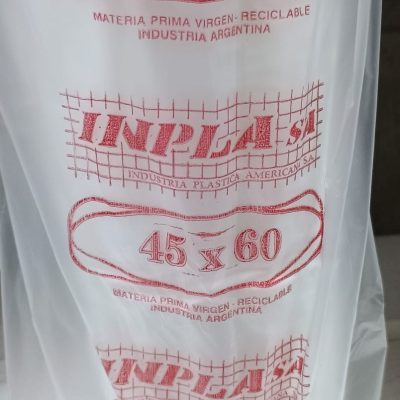 MATERIA PRIMA VIRGEN - RECICLABLE
INDUSTRIA ARGENTINA
INPLA SA
INDUSTRIA PLASTICA AMERICANA S.A.
45 x 60
MATERIA PRIMA VIRGEN - RECICLABLE
INDUSTRIA ARGENTINA
INPLA SA